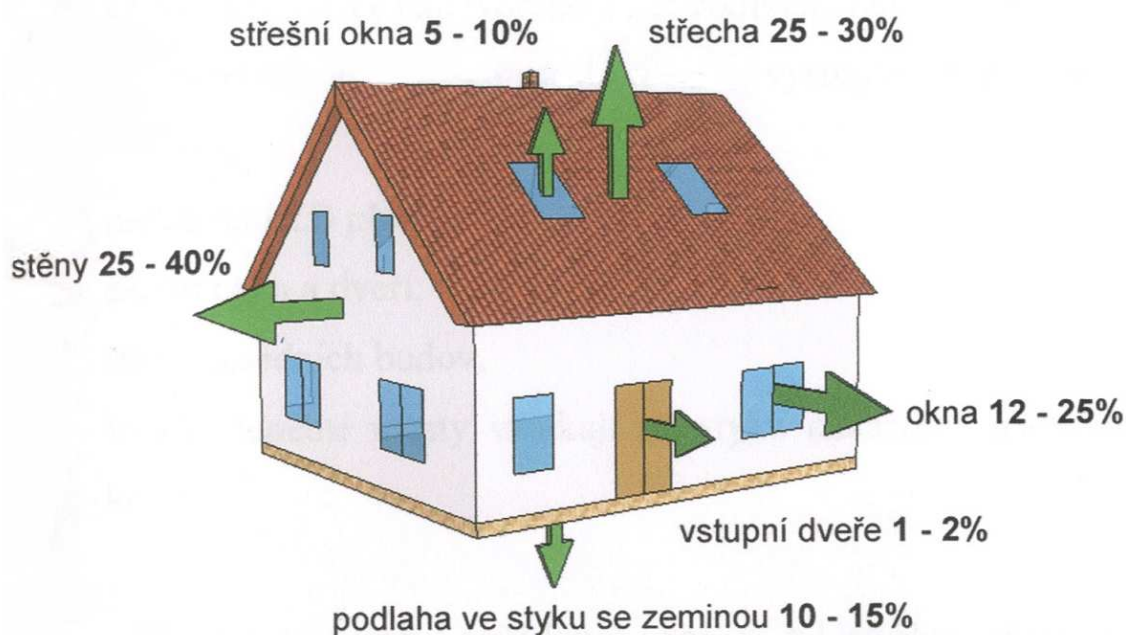 střešní okna 5 - 10%
střecha 25 - 30%
stěny 25 - 40%
okna 12 - 25%
vstupní dveře 1 - 2%
podlaha ve styku se zeminou 10 - 15%